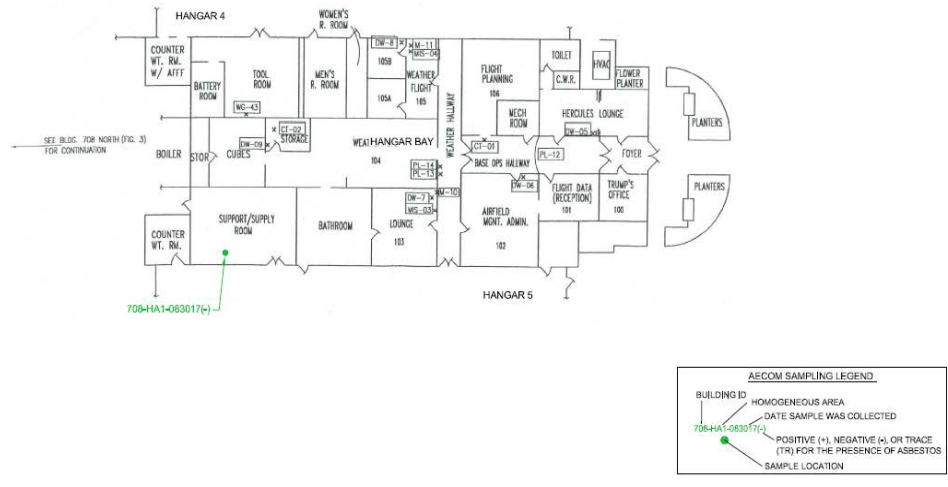 HANGAR 4
WOMEN'S
R. ROOM
COUNTER
WT. RM.
W/ AFFF
BATTERY
ROOM
TOOL
ROOM
MEN'S
R. ROOM
DW-8
M-11
MIS-04
105B
105A
WEATHER
FLIGHT
105
WEATHER HALLWAY
FLIGHT
PLANNING
106
TOILET
C.W.R.
HVAC
FLOWER
PLANTER
MECH
ROOM
HERCULES LOUNGE
DW-05
PLANTERS
WG-43
CT-02
STORAGE
DW-09
SEE BLDG. 708 NORTH (FIG. 3)
FOR CONTINUATION
BOILER
STOR
CUBES
HANGAR BAY
104
CT-01
PL-12
FOYER
BASE OPS HALLWAY
PL-14
PL-13
M-10
DW-06
DW-7
MIS-03
FLIGHT DATA
(RECEPTION)
101
TRUMP'S
OFFICE
100
PLANTERS
COUNTER
WT. RM.
SUPPORT/SUPPLY
ROOM
BATHROOM
LOUNGE
103
AIRFIELD
MGNT. ADMIN.
102
HANGAR 5
708-HA1-083017(-)
AECOM SAMPLING LEGEND
BUILDING ID
HOMOGENEOUS AREA
DATE SAMPLE WAS COLLECTED
708-HA1-083017(-)
POSITIVE (+), NEGATIVE (-), OR TRACE
(TR) FOR THE PRESENCE OF ASBESTOS
SAMPLE LOCATION